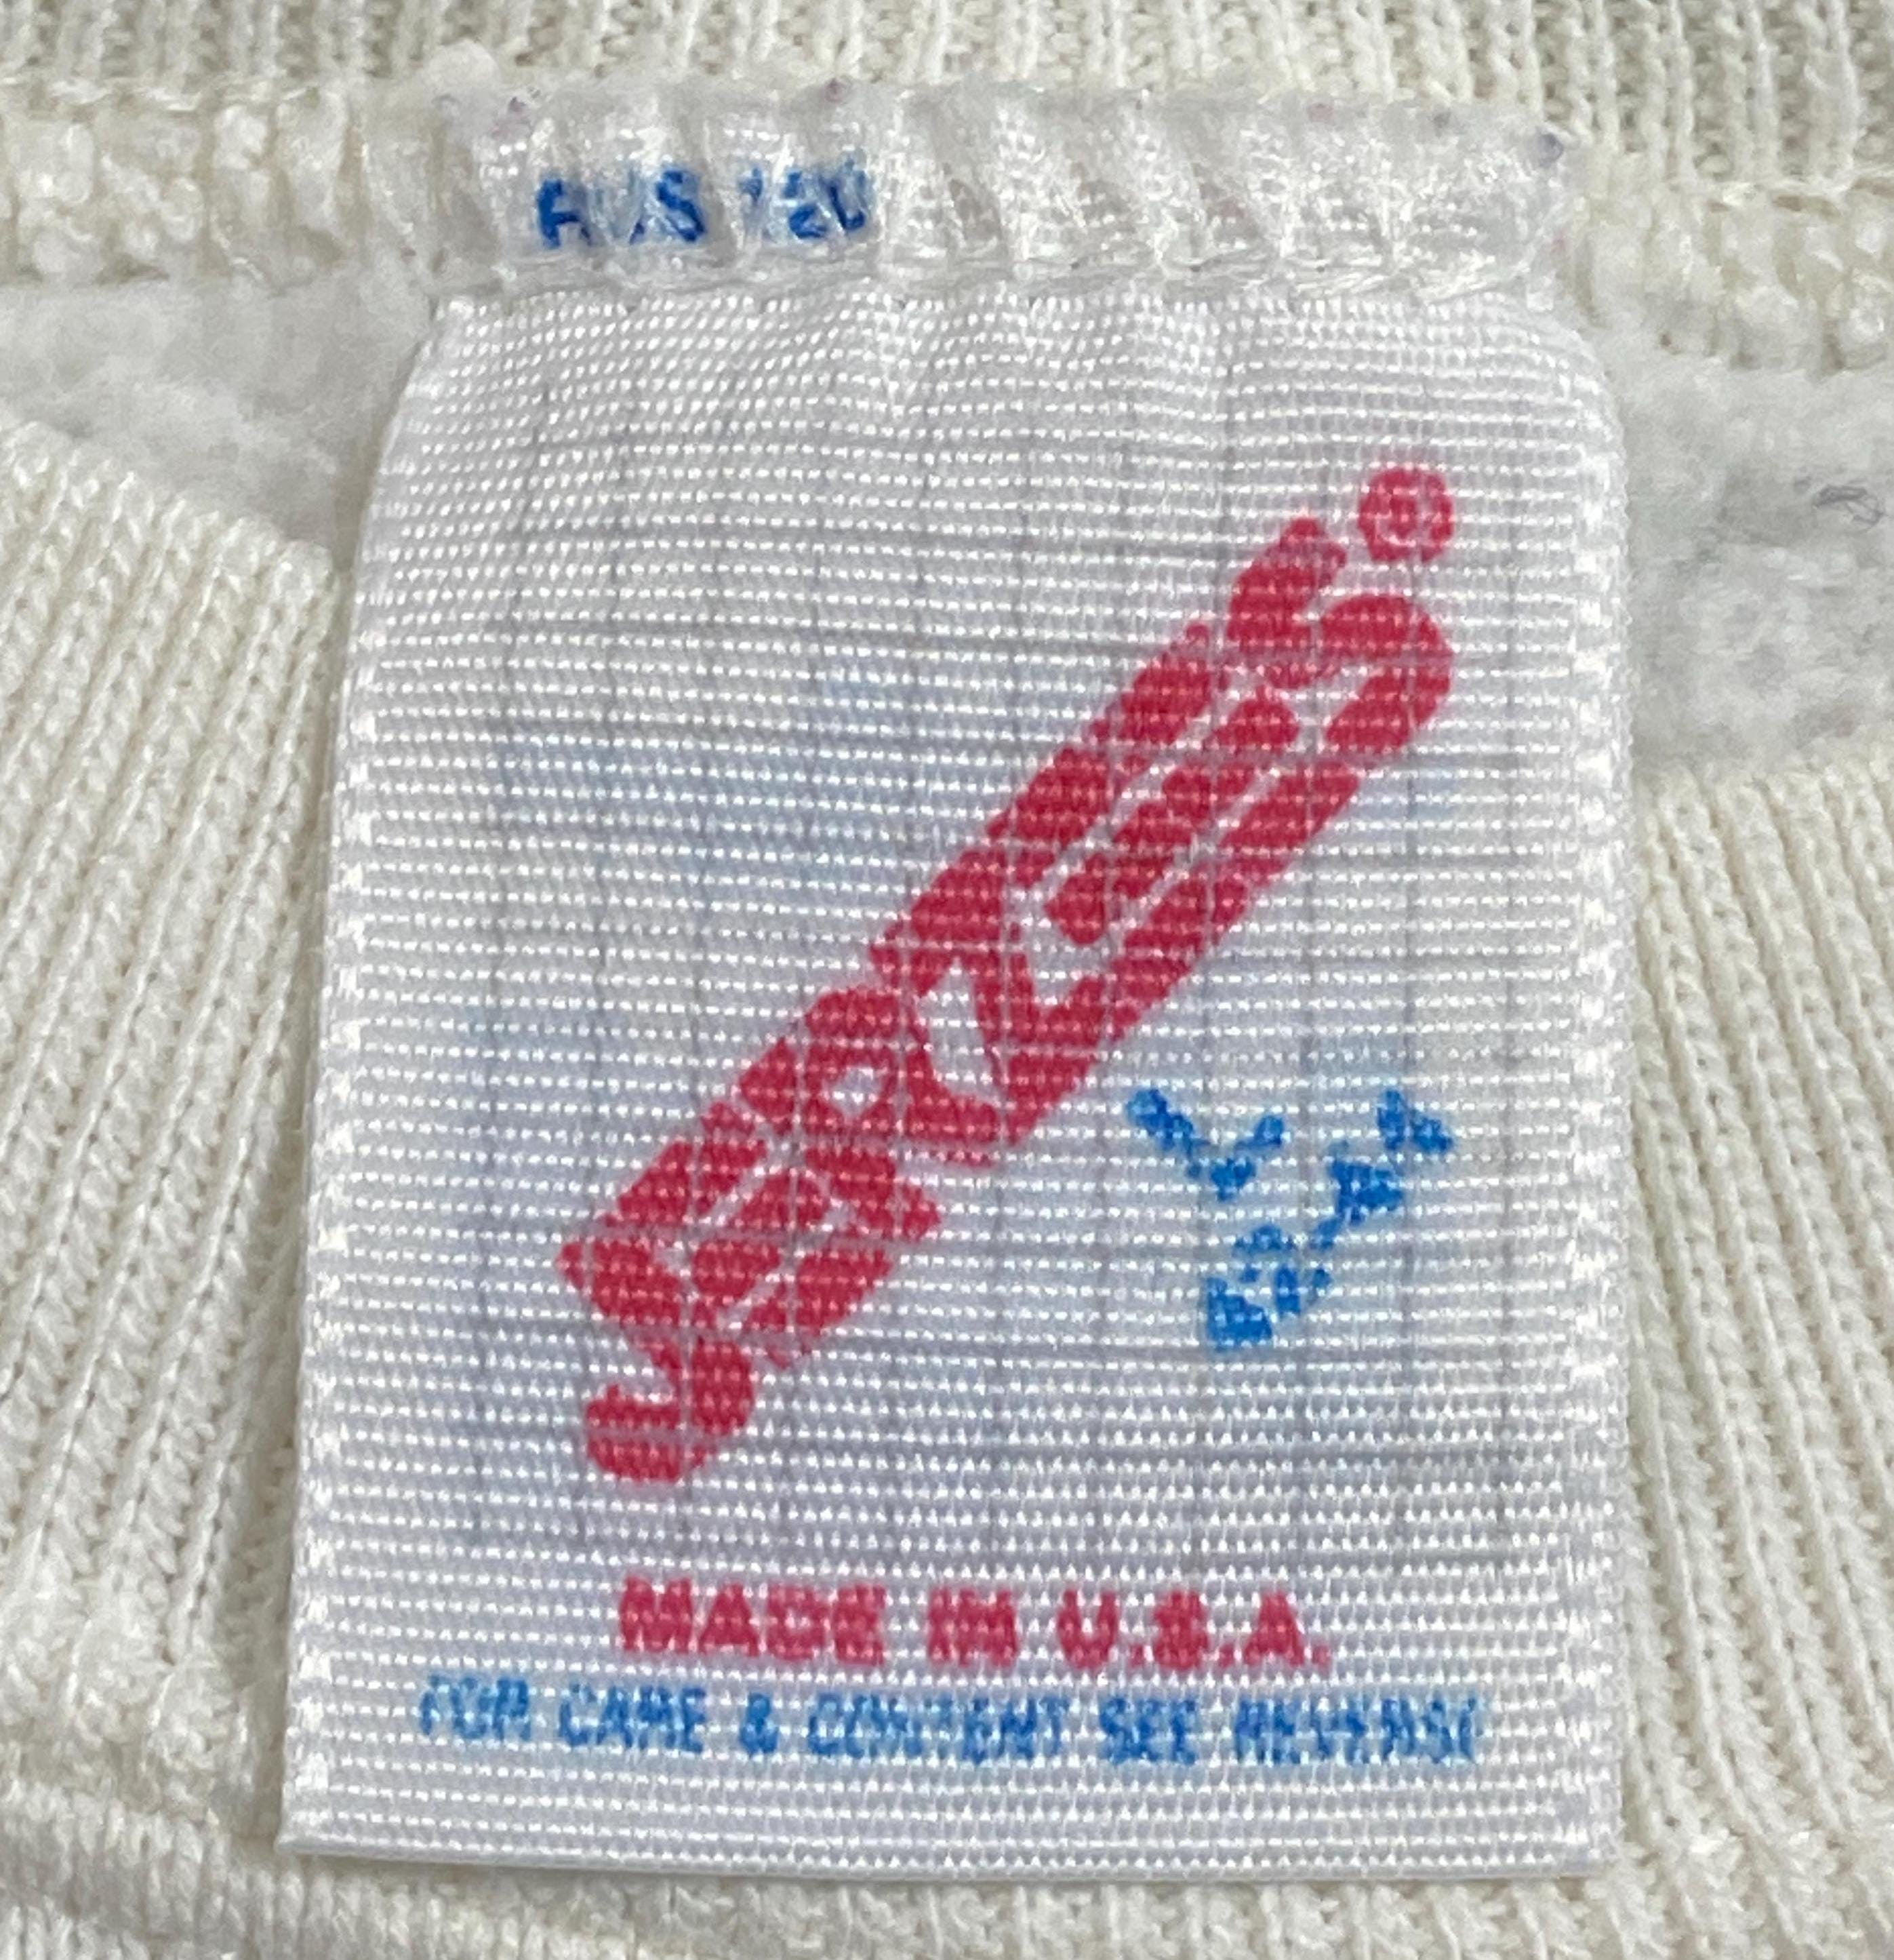 JERZEES®
MADE IN U.S.A.
FOR CARE & CONTENT SEE REVERSE